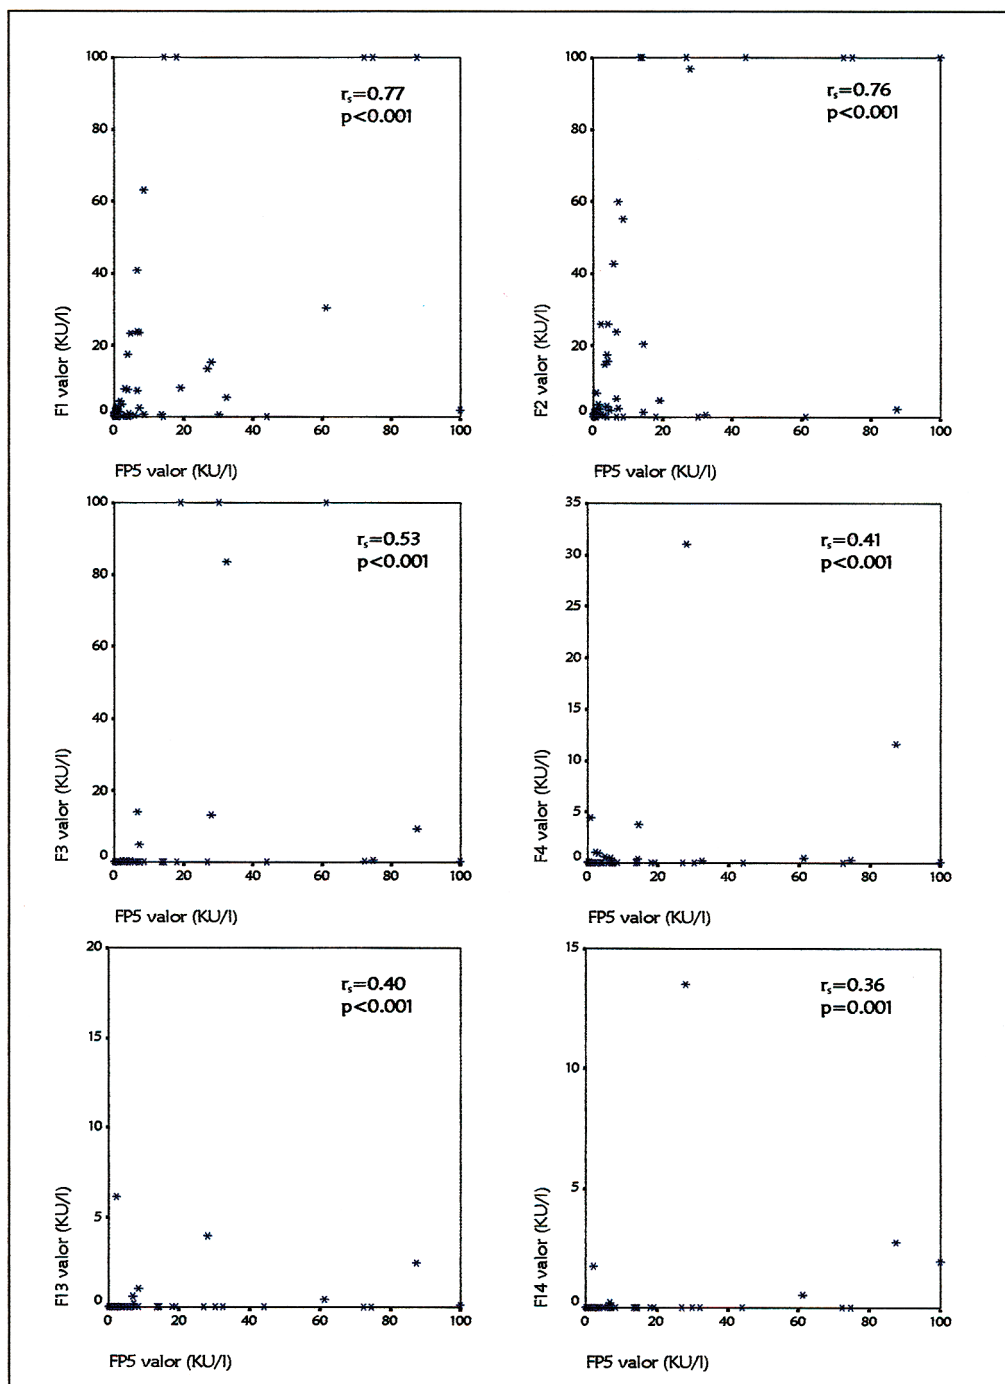 100
80
60
40
20
0
0 20 40 60 80 100
F1 valor (KU/l)
FP5 valor (KU/l)
rs=0.77
p<0.001
100
80
60
40
20
0
0 20 40 60 80 100
F2 valor (KU/l)
FP5 valor (KU/l)
rs=0.76
p<0.001
100
80
60
40
20
0
0 20 40 60 80 100
F3 valor (KU/l)
FP5 valor (KU/l)
rs=0.53
p<0.001
35
30
25
20
15
10
5
0
0 20 40 60 80 100
F4 valor (KU/l)
FP5 valor (KU/l)
rs=0.41
p<0.001
20
15
10
5
0
0 20 40 60 80 100
F13 valor (KU/l)
FP5 valor (KU/l)
rs=0.40
p<0.001
15
10
5
0
0 20 40 60 80 100
F14 valor (KU/l)
FP5 valor (KU/l)
rs=0.36
p=0.001